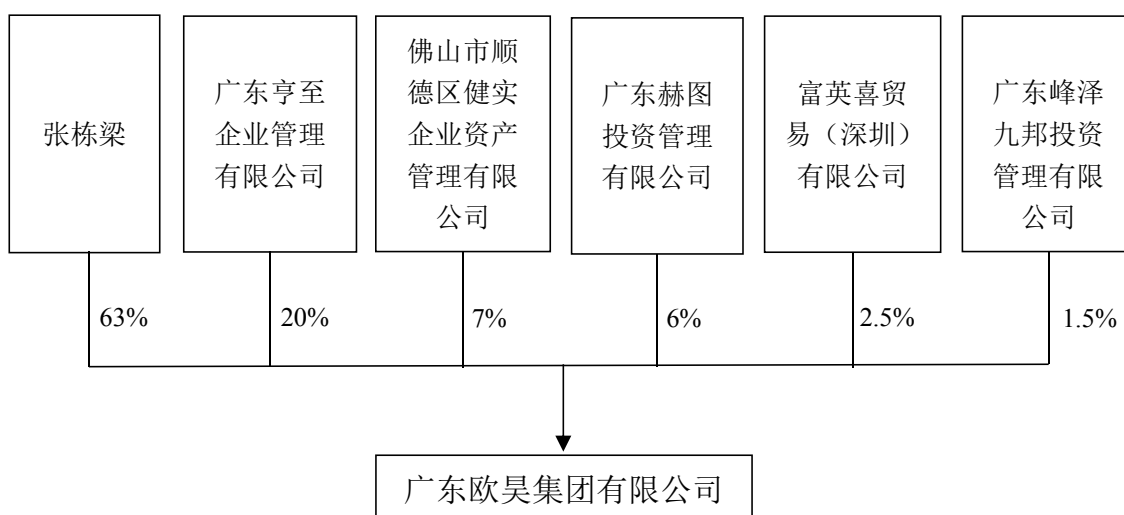 张栋梁
广东亨至
企业管理
有限公司
佛山市顺
德区健实
企业资产
管理有限
公司
广东赫图
投资管理
有限公司
富英喜贸
易（深圳）
有限公司
广东峰泽
九邦投资
管理有限
公司
63%
20%
7%
6%
2.5%
1.5%
广东欧昊集团有限公司